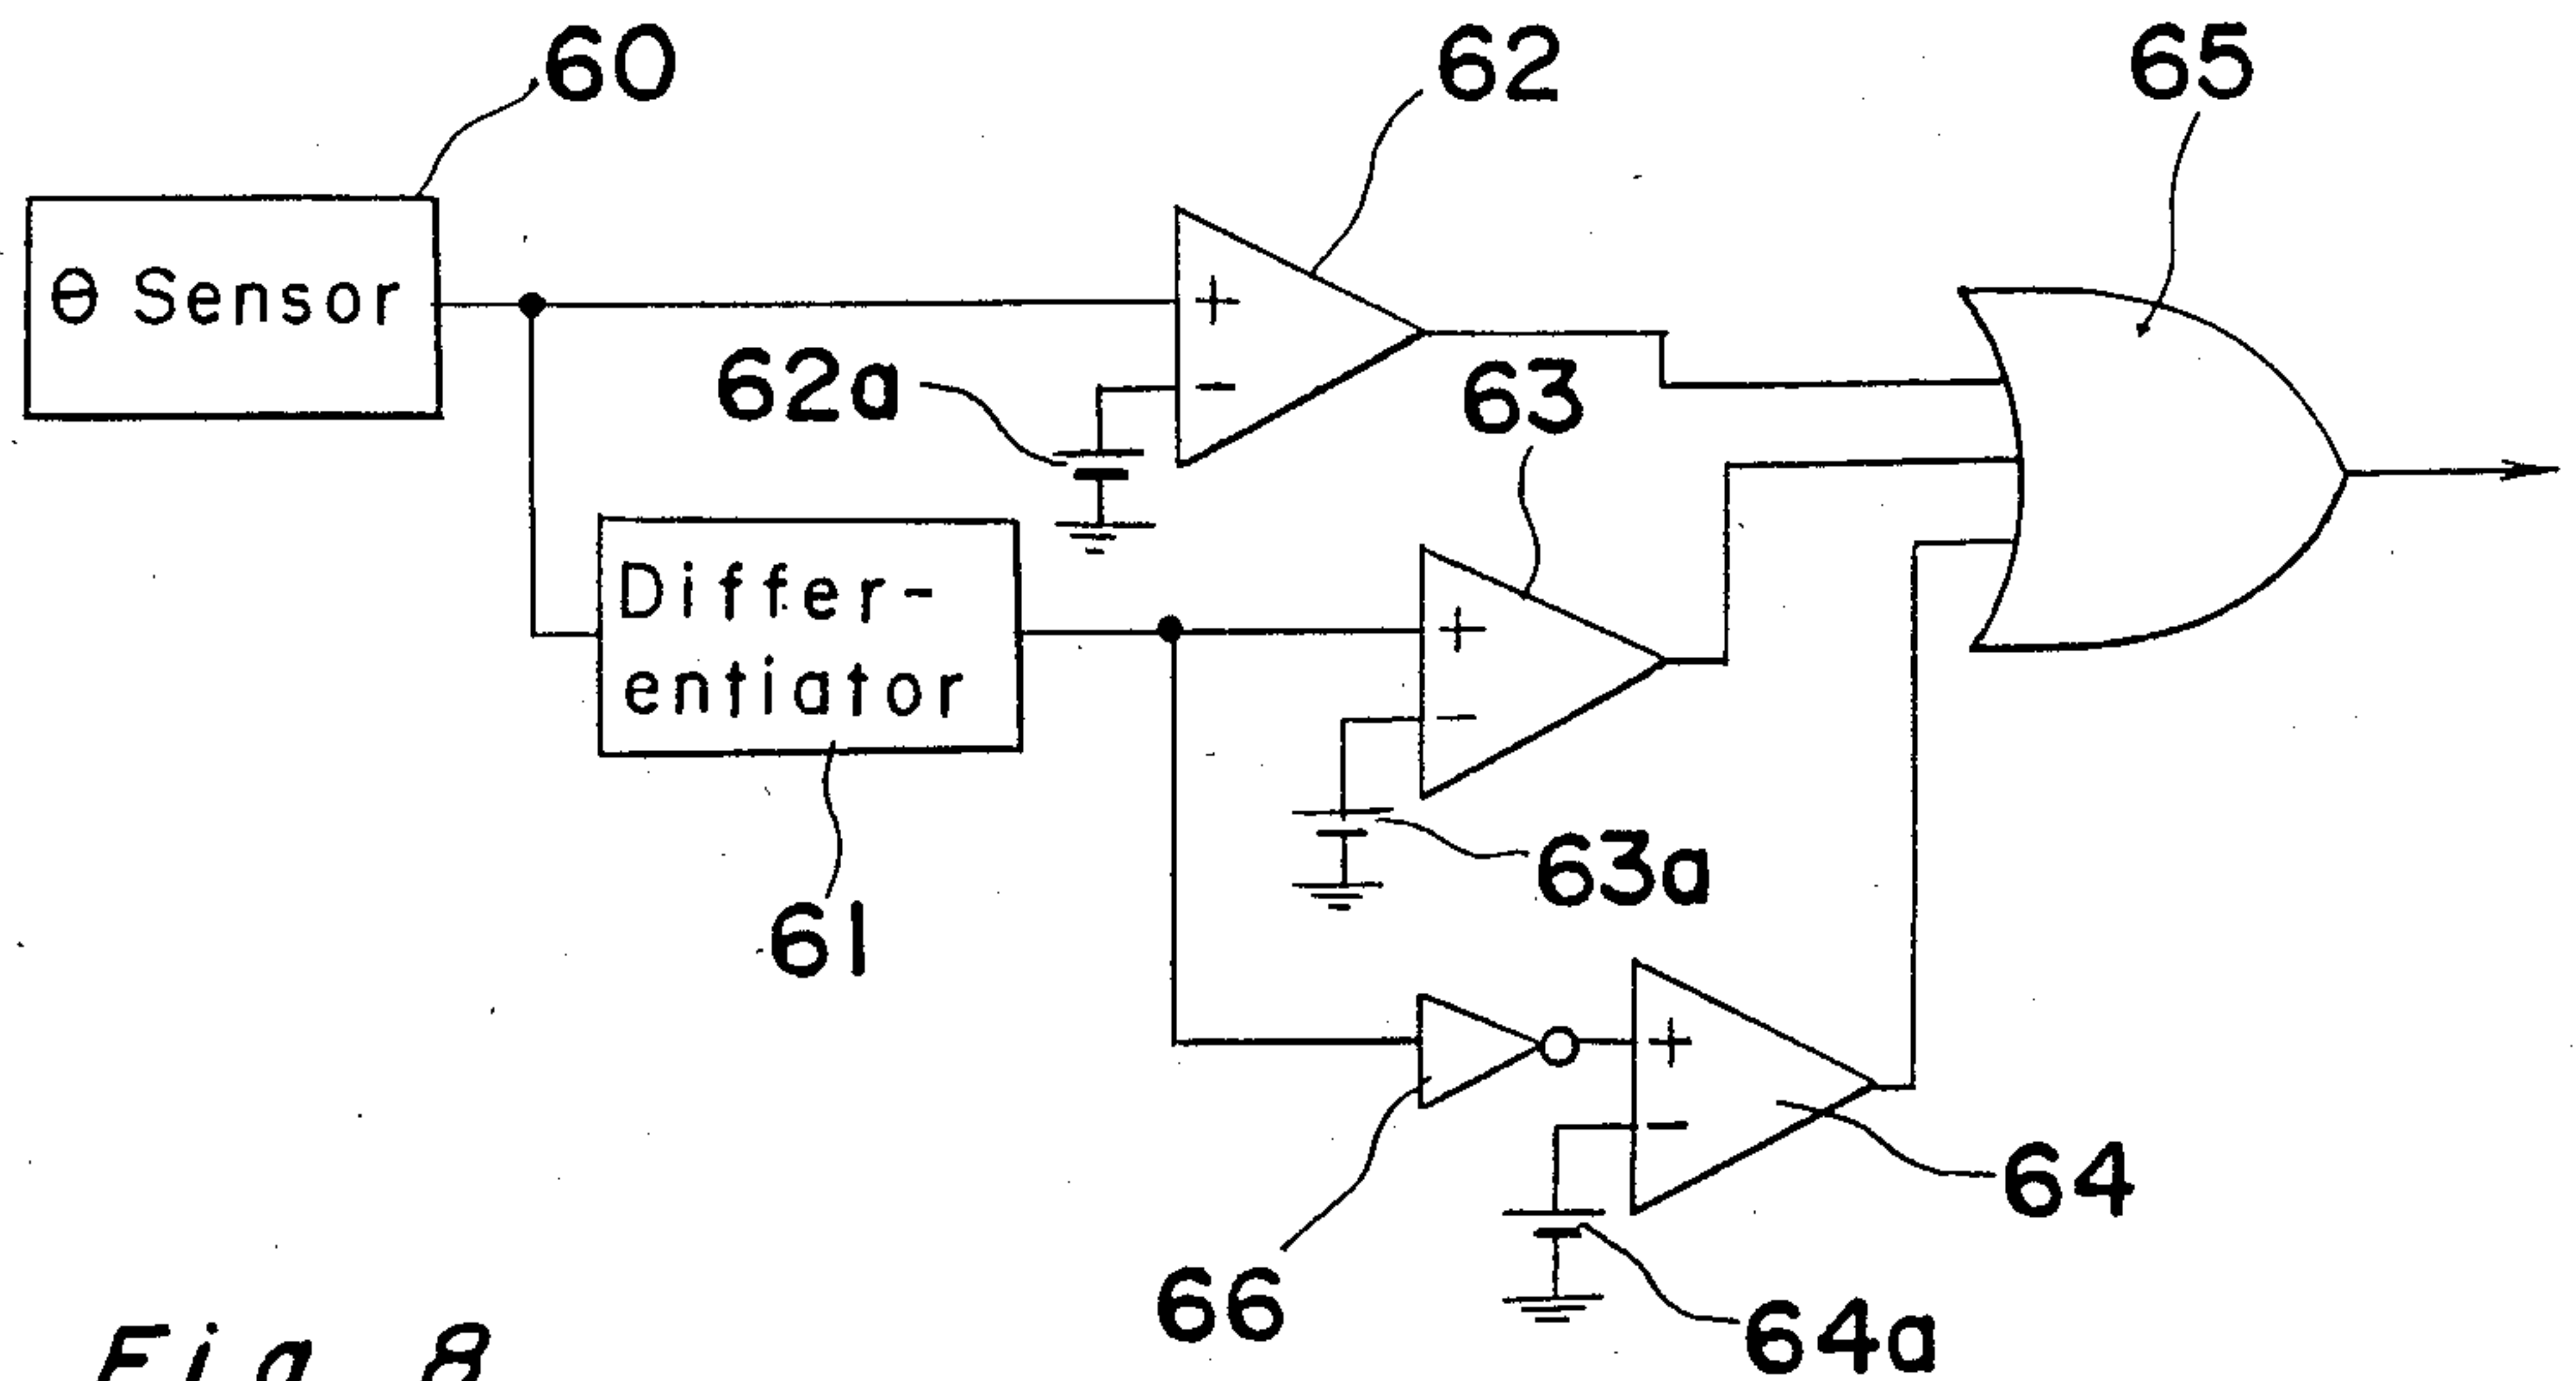 60
62
65
θ Sensor
+
62a
−
63
Differ-
entiator
+
−
63a
61
+
−
64
66
64a
Fig 8